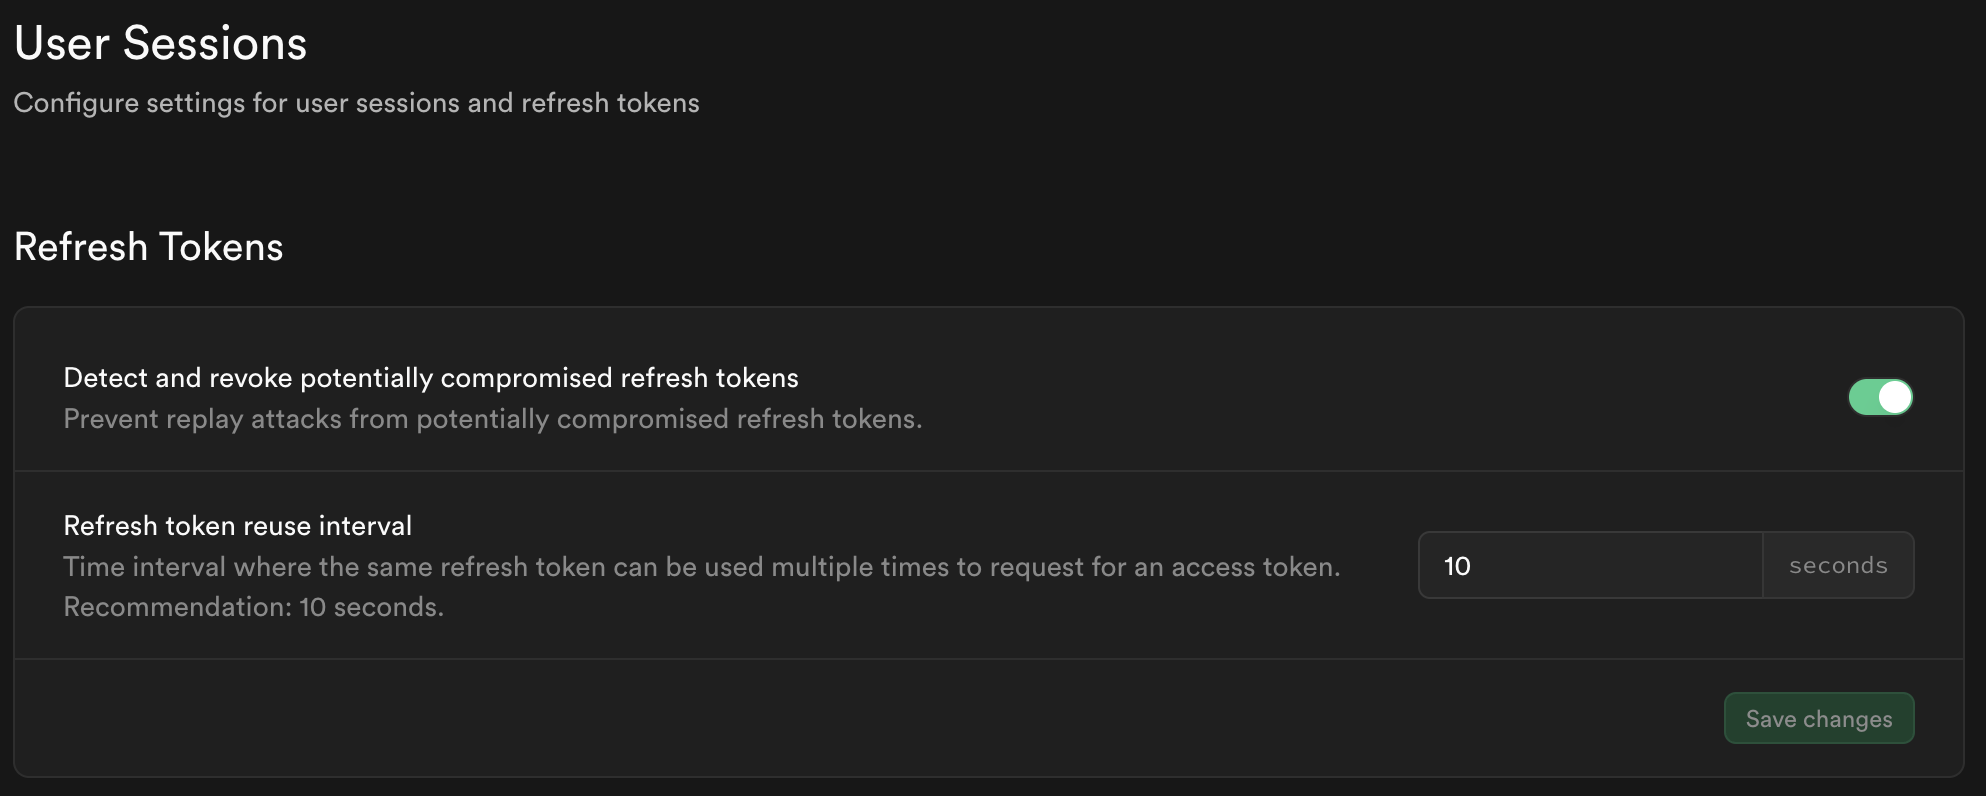 User Sessions
Configure settings for user sessions and refresh tokens
Refresh Tokens
Detect and revoke potentially compromised refresh tokens
Prevent replay attacks from potentially compromised refresh tokens.
Refresh token reuse interval
Time interval where the same refresh token can be used multiple times to request for an access token.
Recommendation: 10 seconds.
10 seconds
Save changes